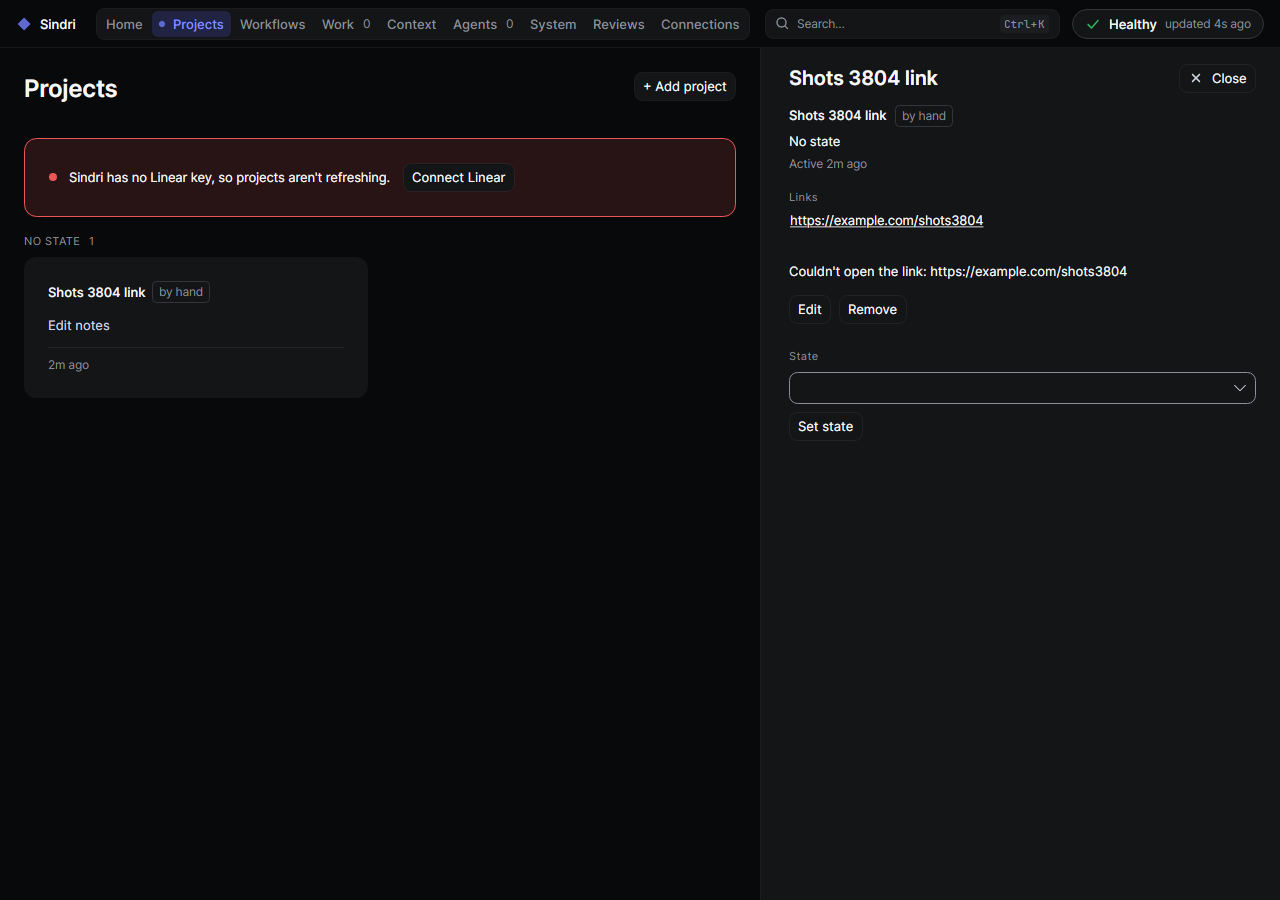 Sindri
Home Projects Workflows Work 0 Context Agents 0 System Reviews Connections
Search... Ctrl+K
Healthy updated 4s ago
Projects
+ Add project
Sindri has no Linear key, so projects aren't refreshing. Connect Linear
NO STATE 1
Shots 3804 link by hand
Edit notes
2m ago
Shots 3804 link
Close
Shots 3804 link by hand
No state
Active 2m ago
Links
https://example.com/shots3804
Couldn't open the link: https://example.com/shots3804
Edit Remove
State
Set state